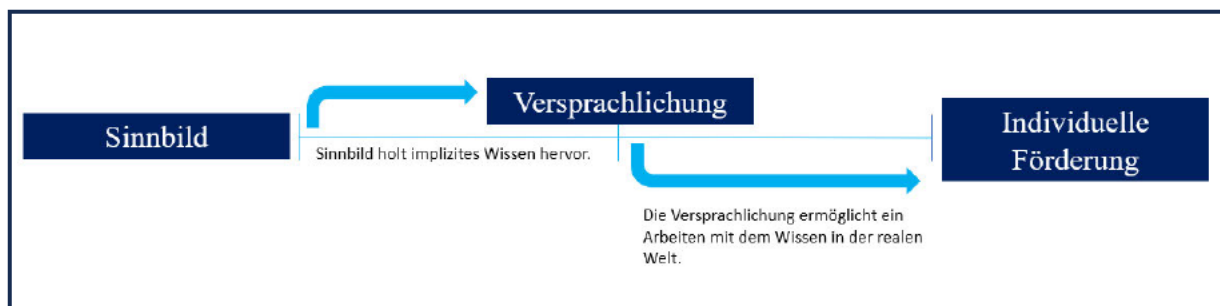 Sinnbild
Sinnbild holt implizites Wissen hervor.
Versprachlichung
Die Versprachlichung ermöglicht ein
Arbeiten mit dem Wissen in der realen
Welt.
Individuelle
Förderung